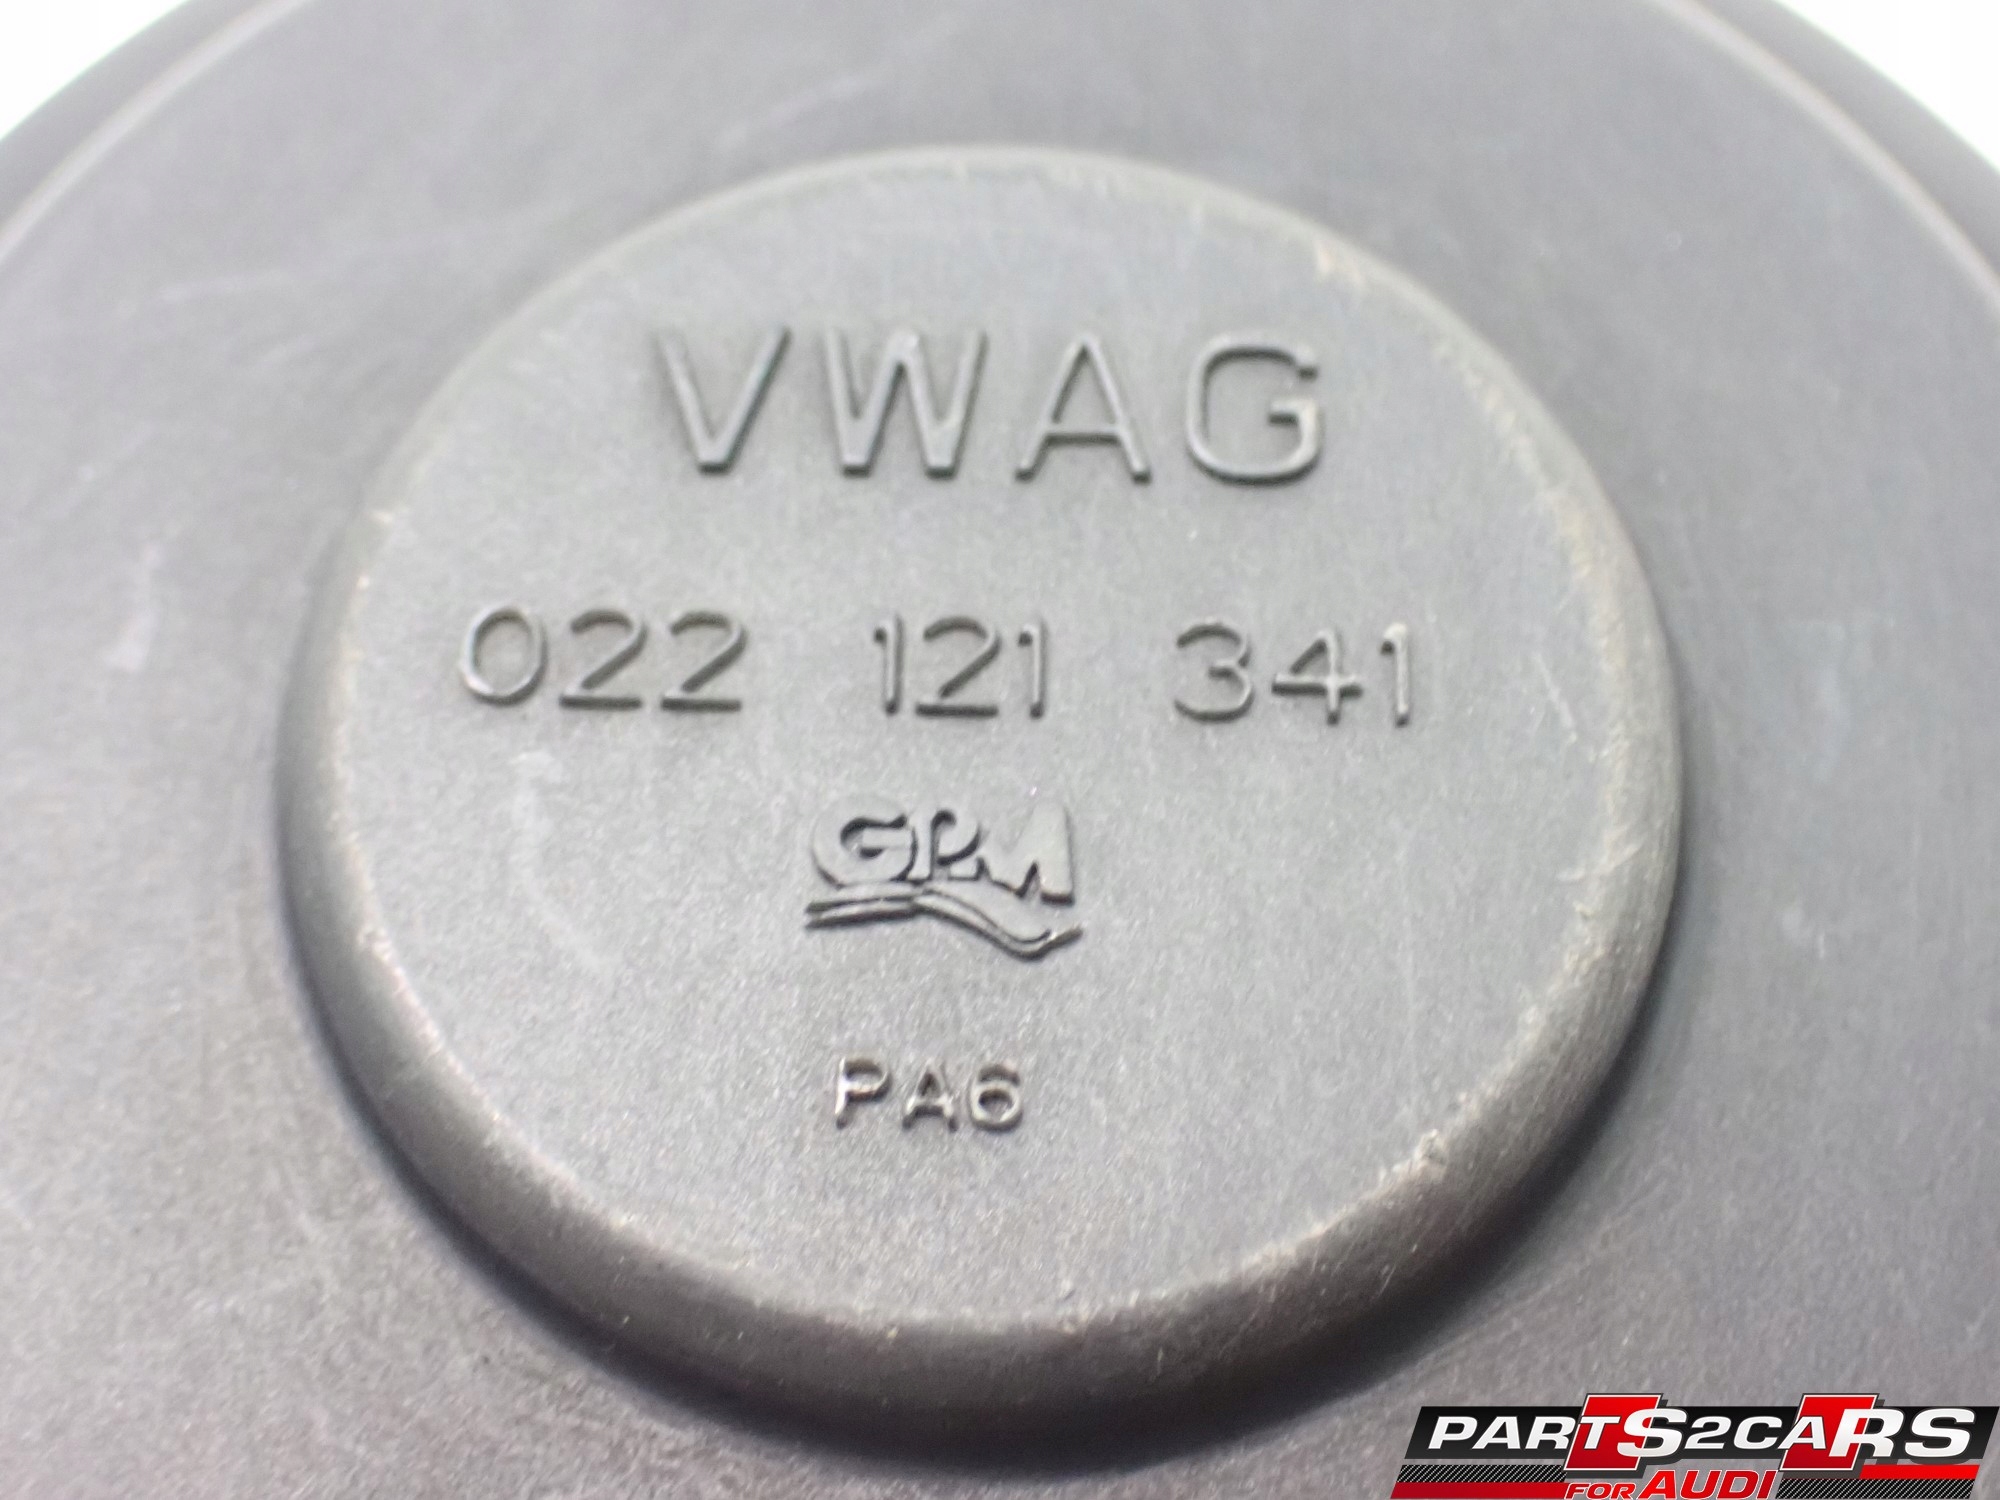 VWAG
022 121 341
GPM
PA6
PARTS2CARS
FOR AUDI